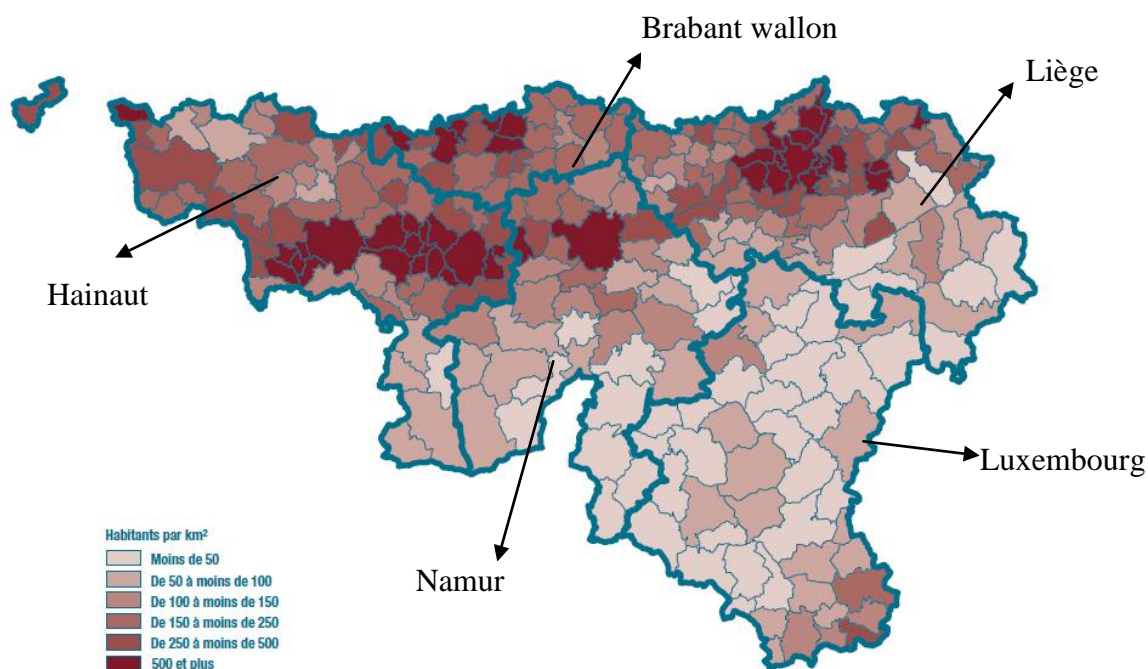 Brabant wallon
Liège
Hainaut
Luxembourg
Namur
Habitants par km²
Moins de 50
De 50 à moins de 100
De 100 à moins de 150
De 150 à moins de 250
De 250 à moins de 500
500 et plus